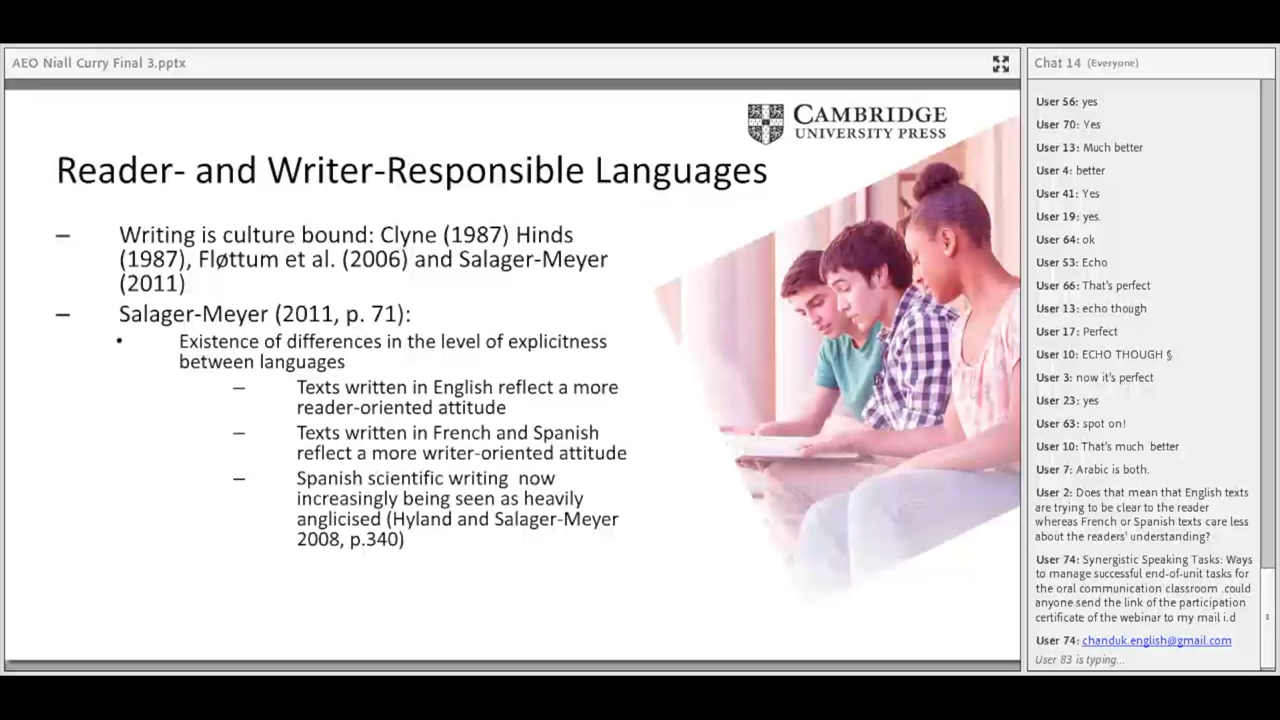 AEO Niall Curry Final 3.pptx
CAMBRIDGE
UNIVERSITY PRESS
Reader- and Writer-Responsible Languages
– Writing is culture bound: Clyne (1987) Hinds
(1987), Fløttum et al. (2006) and Salager-Meyer
(2011)
– Salager-Meyer (2011, p. 71):
• Existence of differences in the level of explicitness
between languages
– Texts written in English reflect a more
reader-oriented attitude
– Texts written in French and Spanish
reflect a more writer-oriented attitude
– Spanish scientific writing now
increasingly being seen as heavily
anglicised (Hyland and Salager-Meyer
2008, p.340)
Chat 14 (Everyone)
User 56: yes
User 70: Yes
User 13: Much better
User 4: better
User 41: Yes
User 19: yes.
User 64: ok
User 53: Echo
User 66: That's perfect
User 13: echo though
User 17: Perfect
User 10: ECHO THOUGH §
User 3: now it's perfect
User 23: yes
User 63: spot on!
User 10: That's much better
User 7: Arabic is both.
User 2: Does that mean that English texts
are trying to be clear to the reader
whereas French or Spanish texts care less
about the readers' understanding?
User 74: Synergistic Speaking Tasks: Ways
to manage successful end-of-unit tasks for
the oral communication classroom .could
anyone send the link of the participation
certificate of the webinar to my mail i.d
User 74: chanduk.english@gmail.com
User 83 is typing...